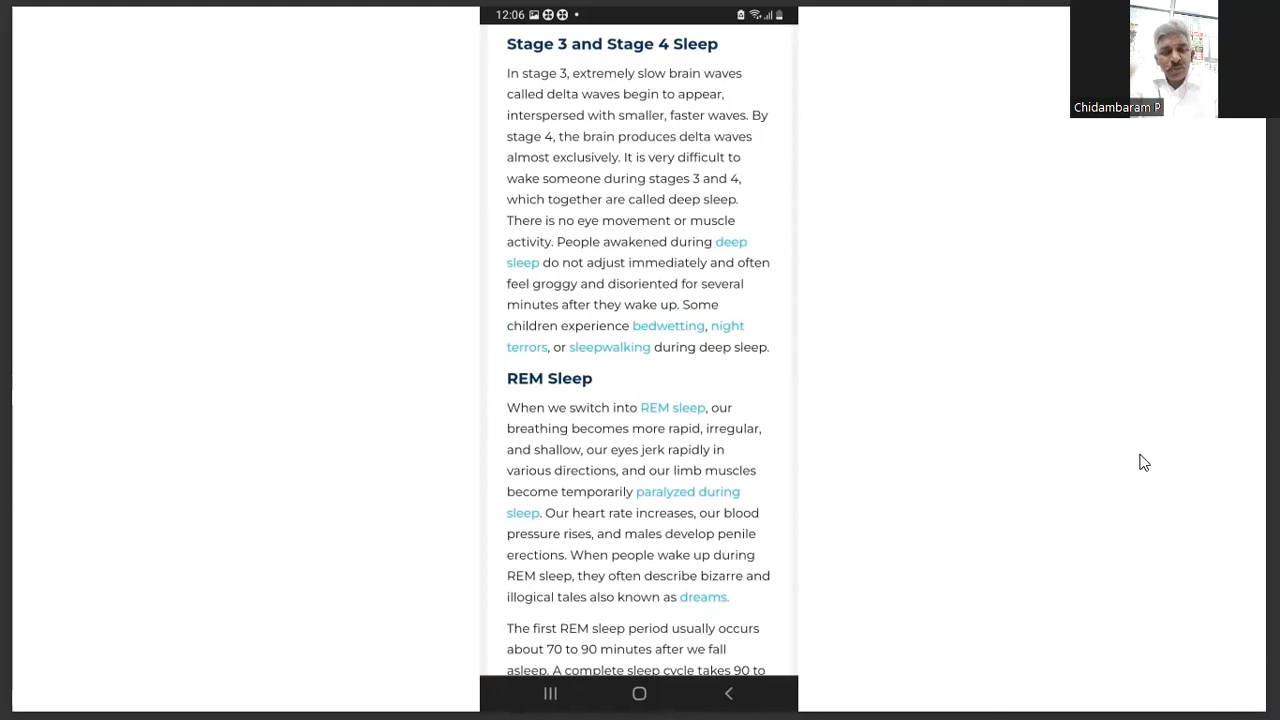 12:06
Stage 3 and Stage 4 Sleep
In stage 3, extremely slow brain waves
called delta waves begin to appear,
interspersed with smaller, faster waves. By
stage 4, the brain produces delta waves
almost exclusively. It is very difficult to
wake someone during stages 3 and 4,
which together are called deep sleep.
There is no eye movement or muscle
activity. People awakened during deep
sleep do not adjust immediately and often
feel groggy and disoriented for several
minutes after they wake up. Some
children experience bedwetting, night
terrors, or sleepwalking during deep sleep.
REM Sleep
When we switch into REM sleep, our
breathing becomes more rapid, irregular,
and shallow, our eyes jerk rapidly in
various directions, and our limb muscles
become temporarily paralyzed during
sleep. Our heart rate increases, our blood
pressure rises, and males develop penile
erections. When people wake up during
REM sleep, they often describe bizarre and
illogical tales also known as dreams.
The first REM sleep period usually occurs
about 70 to 90 minutes after we fall
asleep. A complete sleep cycle takes 90 to
Chidambaram P